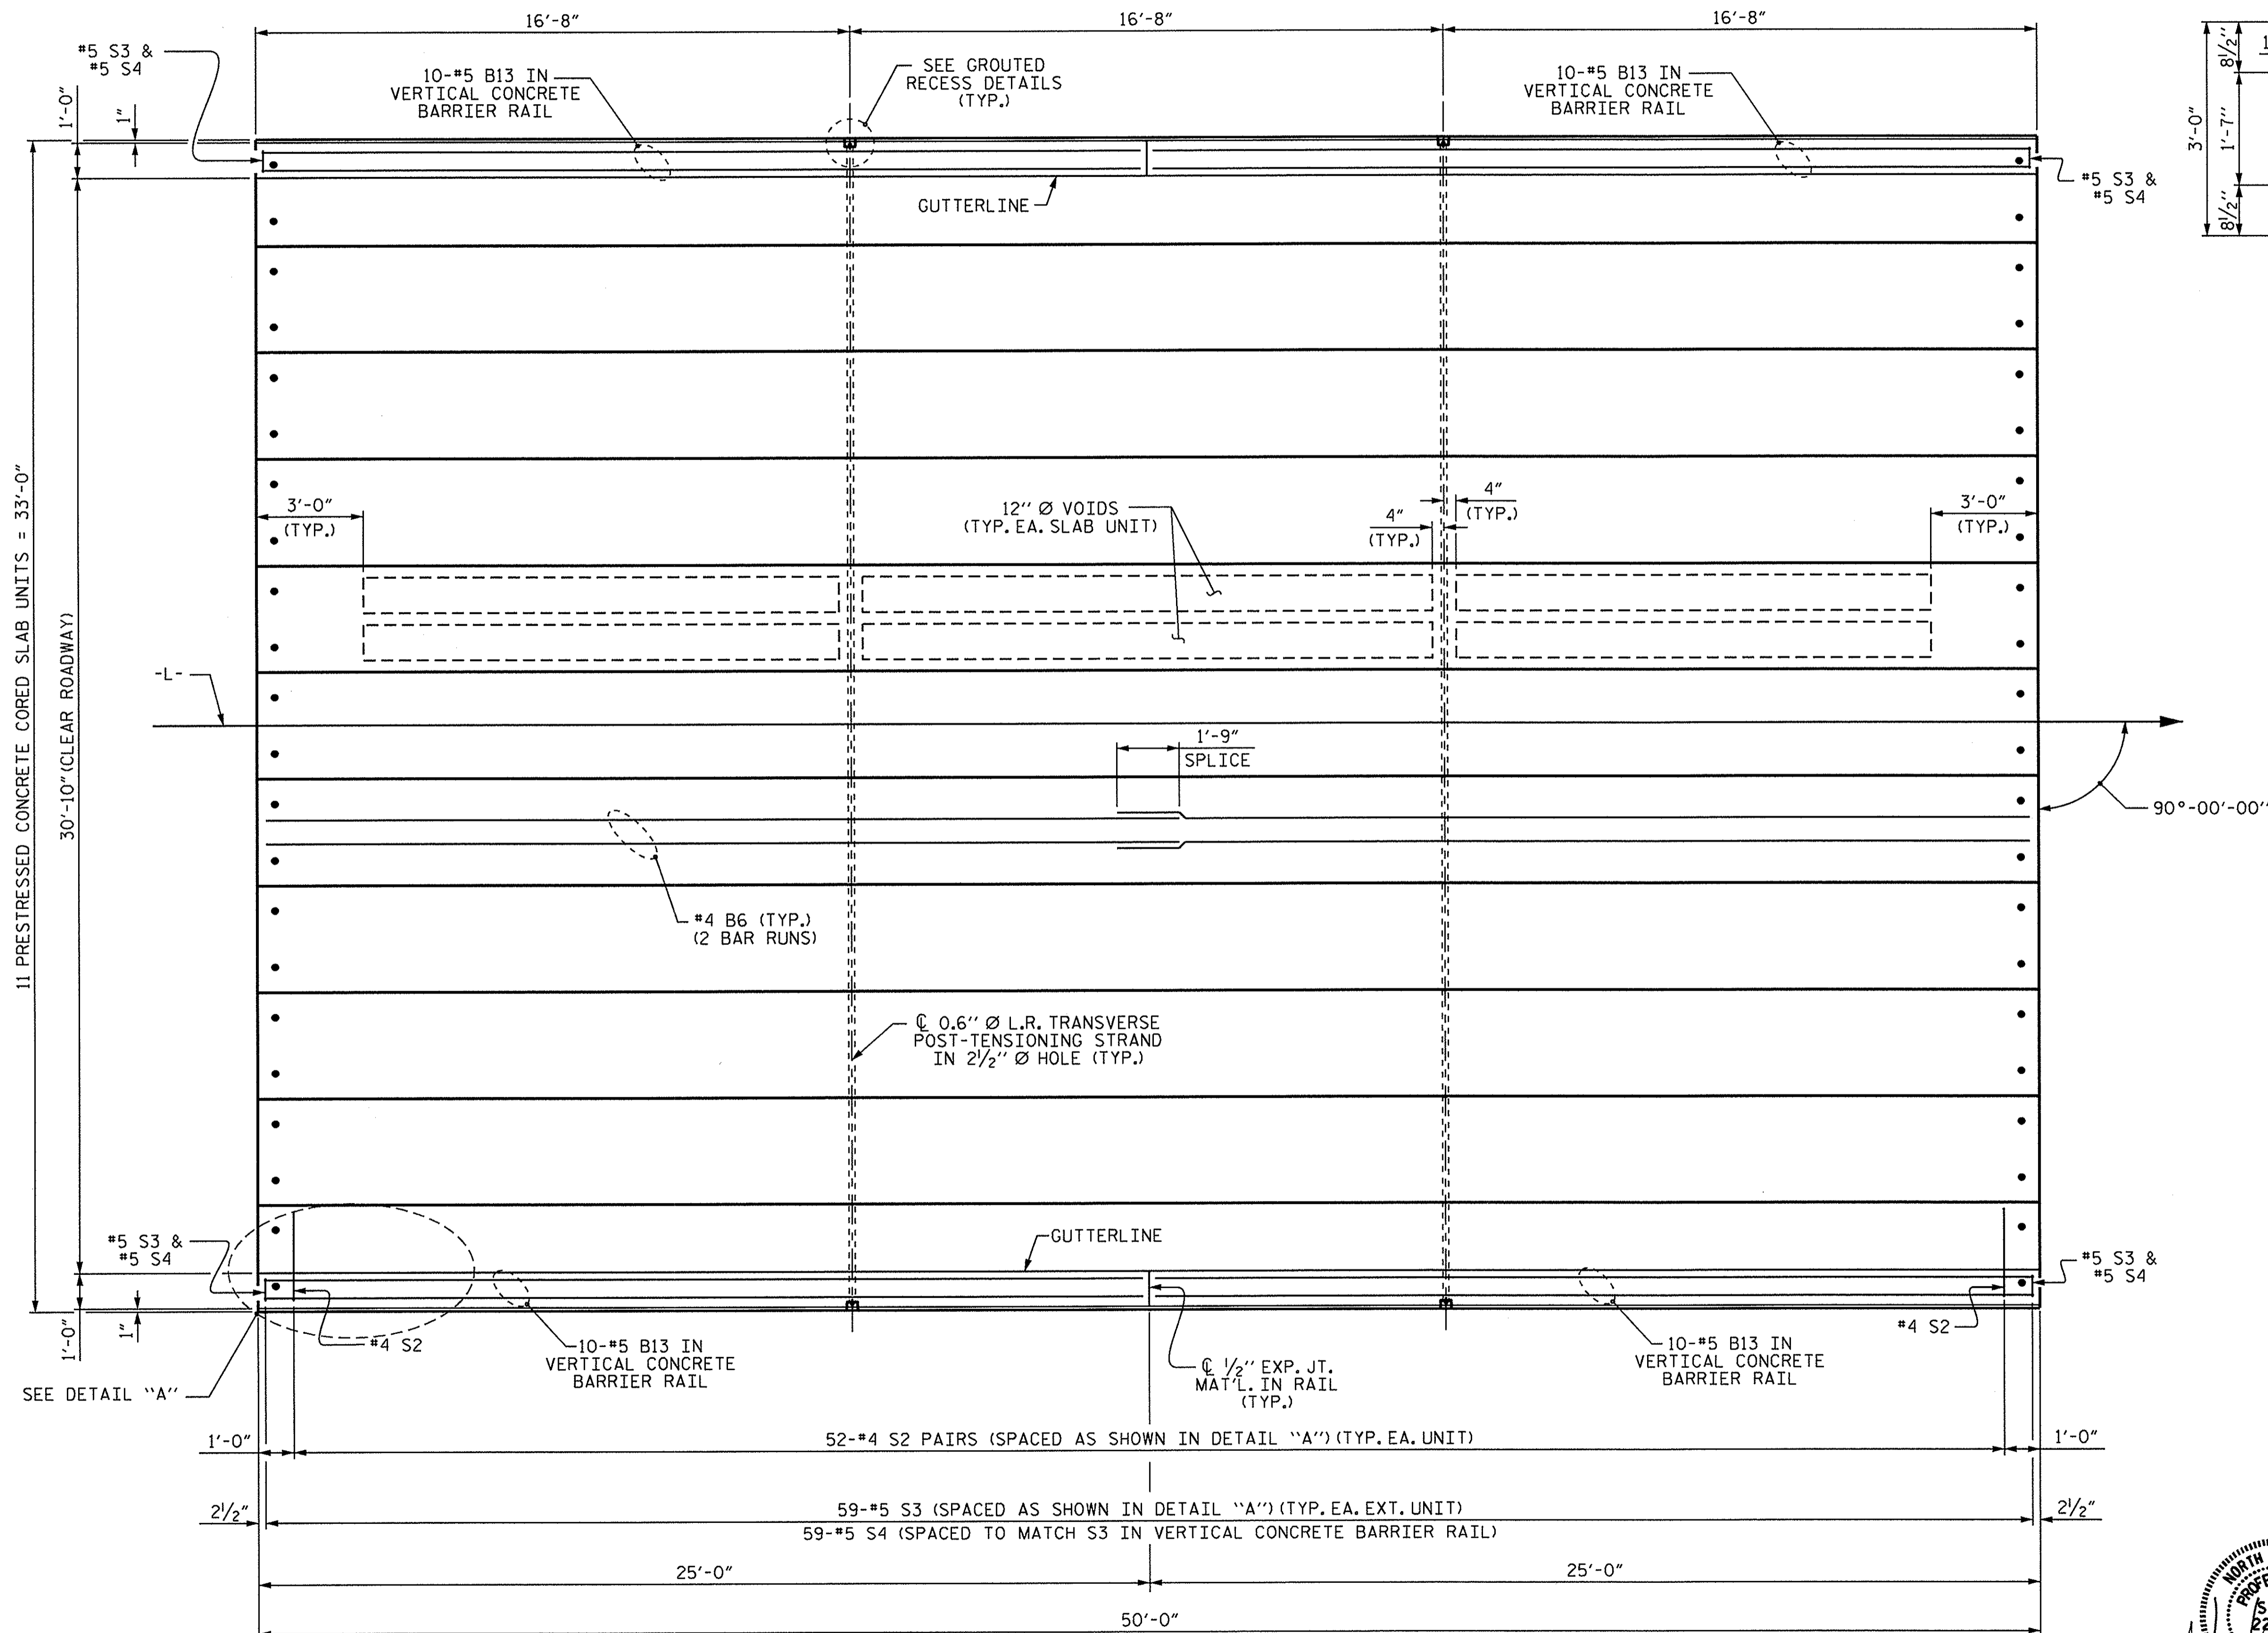 16'-8"
16'-8"
16'-8"
#5 S3 &
#5 S4
10-#5 B13 IN
VERTICAL CONCRETE
BARRIER RAIL
SEE GROUTED
RECESS DETAILS
(TYP.)
10-#5 B13 IN
VERTICAL CONCRETE
BARRIER RAIL
8½"
1'-7"
3'-0"
8½"
1'-0"
1"
#5 S3 &
#5 S4
GUTTERLINE
11 PRESTRESSED CONCRETE CORED SLAB UNITS = 33'-0"
30'-10" (CLEAR ROADWAY)
3'-0"
(TYP.)
12" Ø VOIDS
(TYP. EA. SLAB UNIT)
4"
(TYP.)
4"
(TYP.)
3'-0"
(TYP.)
-L-
1'-9"
SPLICE
90°-00'-00"
#4 B6 (TYP.)
(2 BAR RUNS)
℄ 0.6" Ø L.R. TRANSVERSE
POST-TENSIONING STRAND
IN 2½" Ø HOLE (TYP.)
#5 S3 &
#5 S4
GUTTERLINE
#5 S3 &
#5 S4
1'-0"
1"
#4 S2
#4 S2
10-#5 B13 IN
VERTICAL CONCRETE
BARRIER RAIL
℄ ½" EXP. JT.
MAT'L. IN RAIL
(TYP.)
10-#5 B13 IN
VERTICAL CONCRETE
BARRIER RAIL
SEE DETAIL "A"
1'-0"
52-#4 S2 PAIRS (SPACED AS SHOWN IN DETAIL "A") (TYP. EA. UNIT)
1'-0"
2½"
59-#5 S3 (SPACED AS SHOWN IN DETAIL "A") (TYP. EA. EXT. UNIT)
59-#5 S4 (SPACED TO MATCH S3 IN VERTICAL CONCRETE BARRIER RAIL)
2½"
25'-0"
25'-0"
50'-0"
NORTH